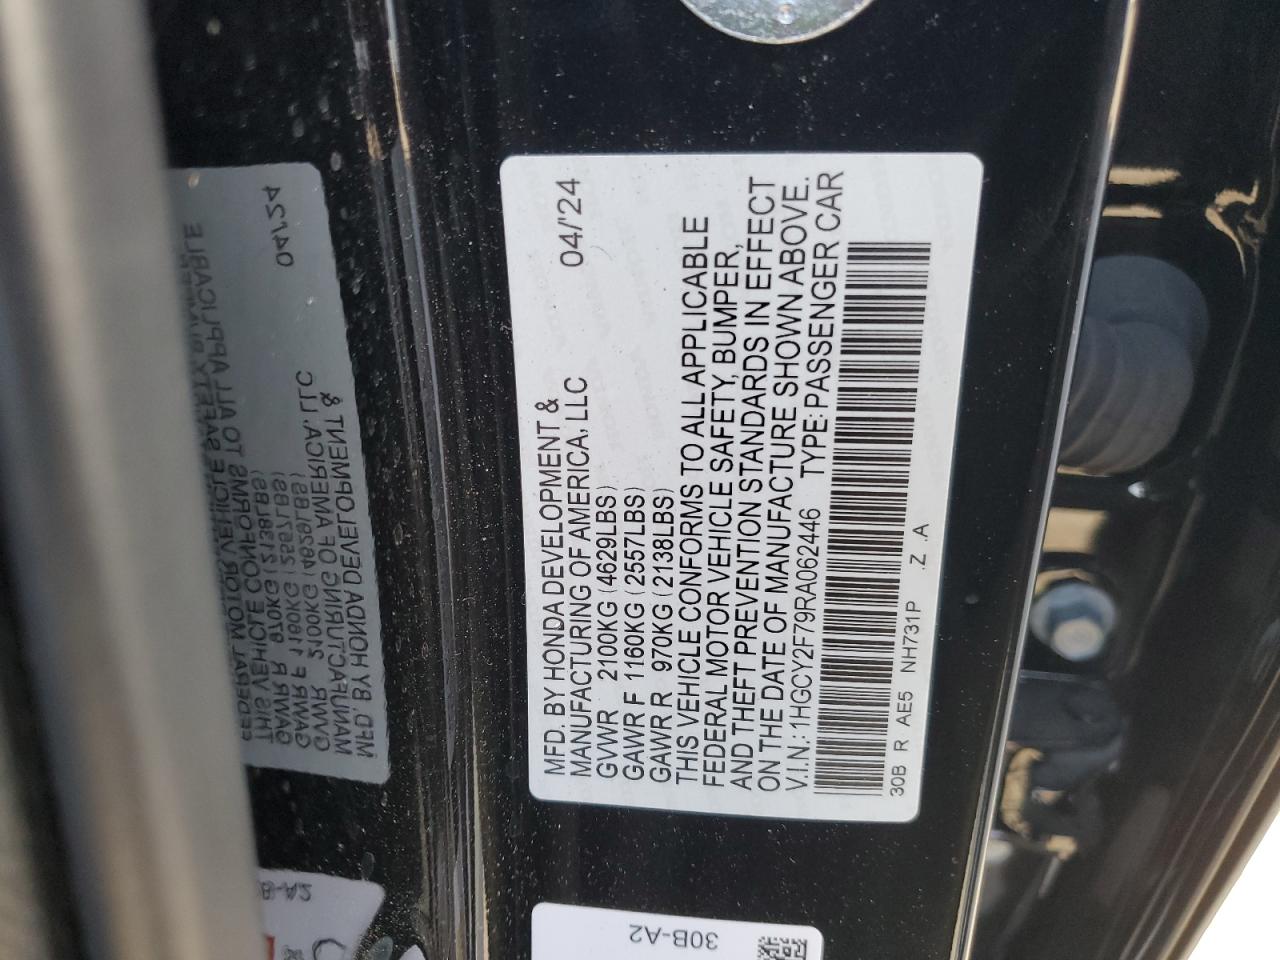 MFD. BY HONDA DEVELOPMENT &
MANUFACTURING OF AMERICA, LLC 04/'24
GVWR 2100KG (4629LBS)
GAWR F 1160KG (2557LBS)
GAWR R 970KG (2138LBS)
THIS VEHICLE CONFORMS TO ALL APPLICABLE
FEDERAL MOTOR VEHICLE SAFETY, BUMPER,
AND THEFT PREVENTION STANDARDS IN EFFECT
ON THE DATE OF MANUFACTURE SHOWN ABOVE.
V.I.N.: 1HGCY2F79RA062446 TYPE: PASSENGER CAR
30B R AE5 NH731P .Z .A
30B-A2